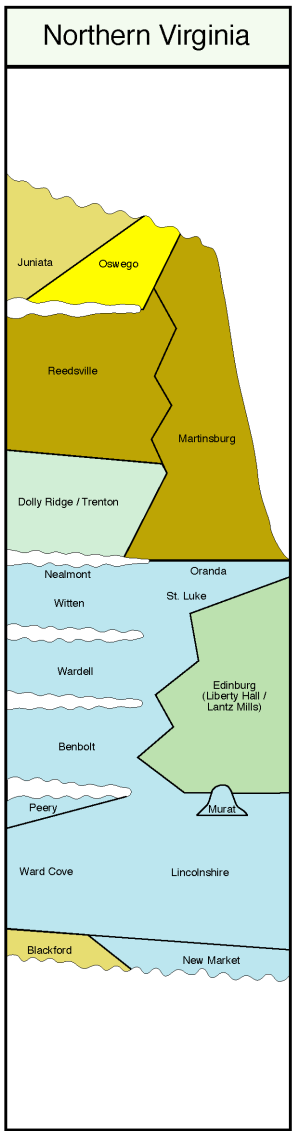 Northern Virginia
Juniata
Oswego
Reedsville
Martinsburg
Dolly Ridge / Trenton
Nealmont
Oranda
Witten
St. Luke
Wardell
Edinburg
(Liberty Hall /
Lantz Mills)
Benbolt
Peery
Murat
Ward Cove
Lincolnshire
Blackford
New Market